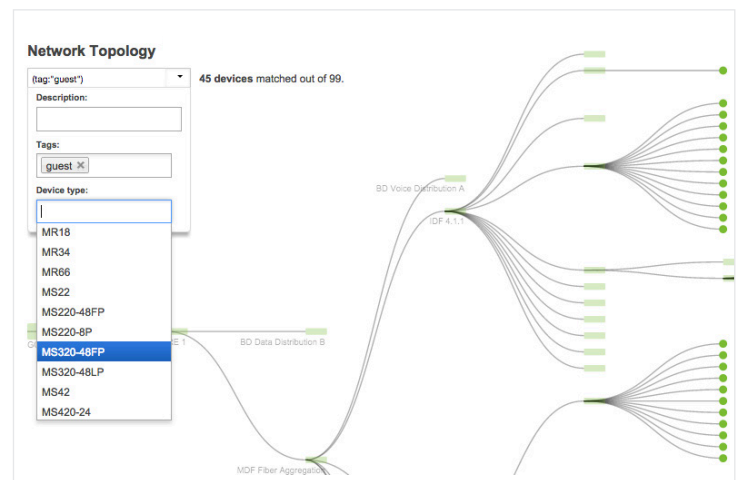 Network Topology
(tag:"guest")
45 devices matched out of 99.
Description:
Tags:
guest ×
Device type:
MR18
MR34
MR66
MS22
MS220-48FP
MS220-8P
MS320-48FP
MS320-48LP
MS42
MS420-24
BD Voice Distribution A
IDF 4.1.1
E 1
BD Data Distribution B
MDF Fiber Aggregation